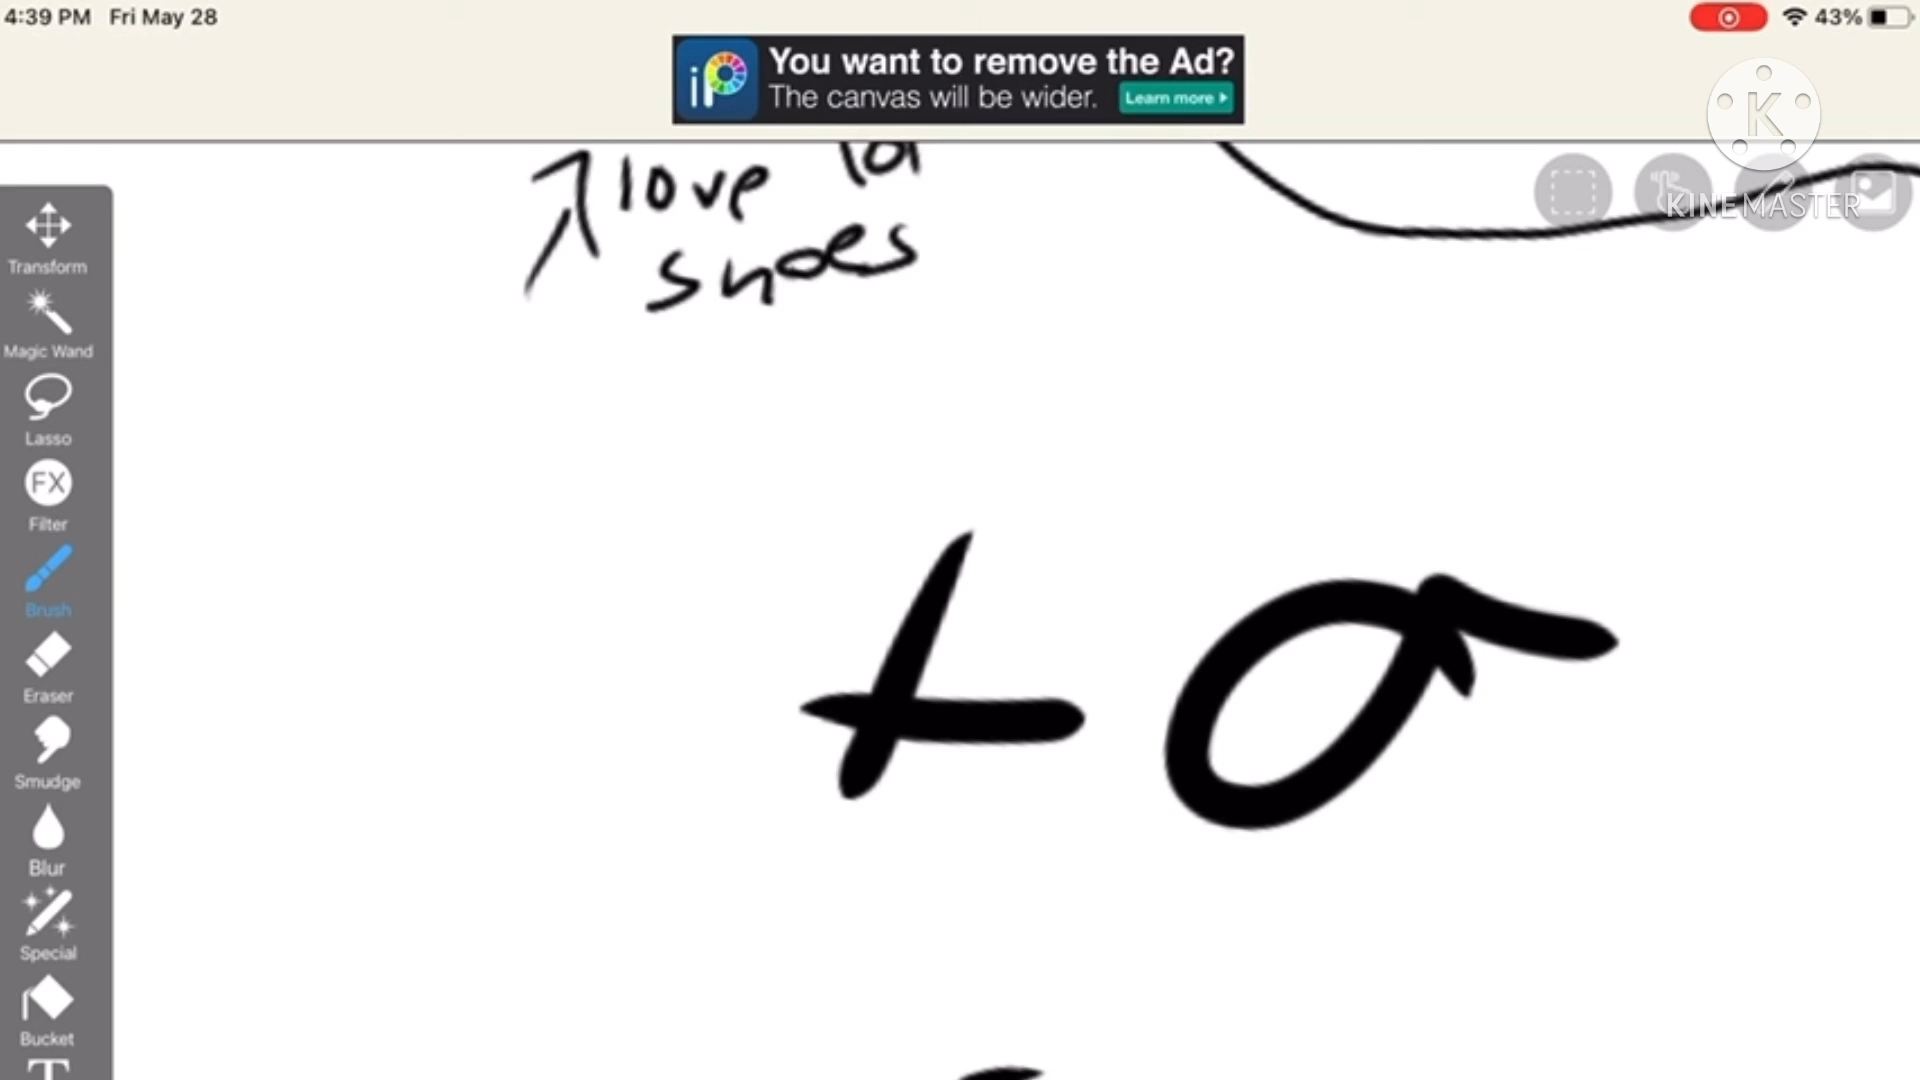 4:39 PM Fri May 28
43%
iP
You want to remove the Ad?
The canvas will be wider.
Learn more
K
KINEMASTER
love
shoes
to
Transform
Magic Wand
Lasso
FX
Filter
Brush
Eraser
Smudge
Blur
Special
Bucket
T